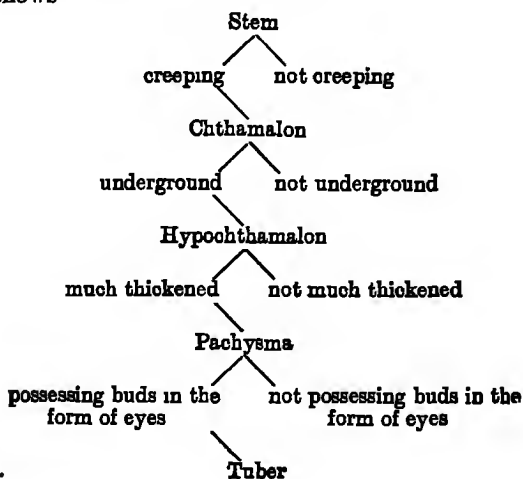 Stem
creeping not creeping
Chthamalon
underground not underground
Hypochthamalon
much thickened not much thickened
Pachysma
possessing buds in the not possessing buds in the
form of eyes form of eyes
Tuber